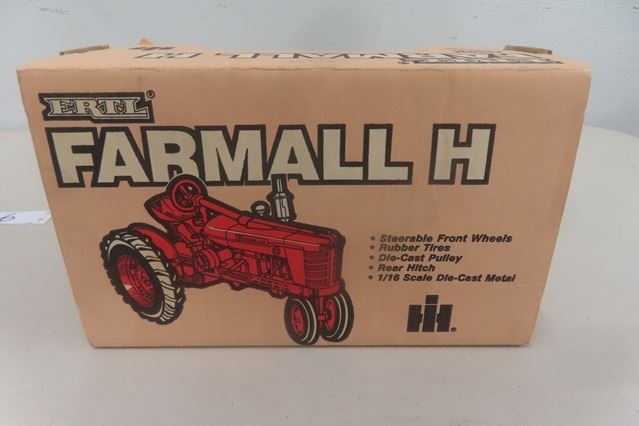 ERTL®
FARMALL H
• Steerable Front Wheels
• Rubber Tires
• Die-Cast Pulley
• Rear Hitch
• 1/16 Scale Die-Cast Metal
IH®